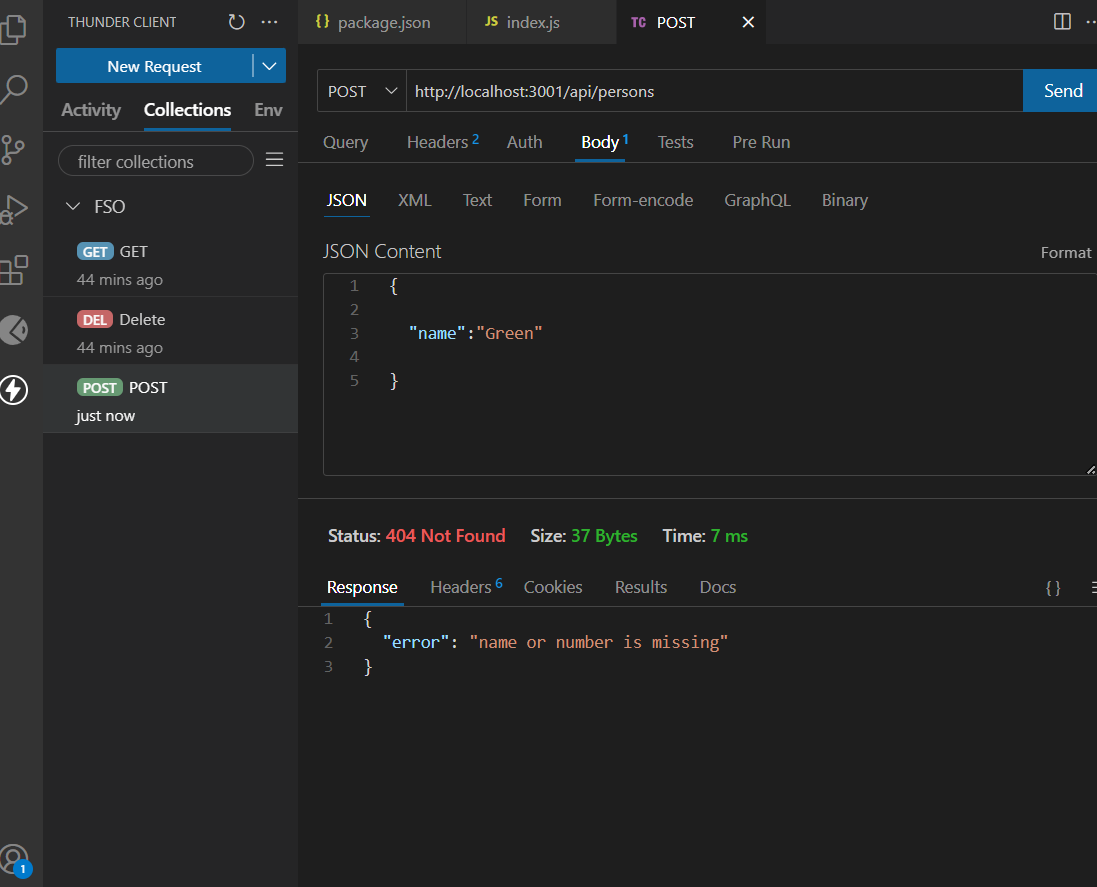 THUNDER CLIENT
New Request
Activity Collections Env
filter collections
FSO
GET GET
44 mins ago
DEL Delete
44 mins ago
POST POST
just now
1
{} package.json JS index.js TC POST
POST http://localhost:3001/api/persons Send
Query Headers 2 Auth Body 1 Tests Pre Run
JSON XML Text Form Form-encode GraphQL Binary
JSON Content Format
1 {
2
3 "name":"Green"
4
5 }
Status: 404 Not Found Size: 37 Bytes Time: 7 ms
Response Headers 6 Cookies Results Docs { }
1 {
2 "error": "name or number is missing"
3 }